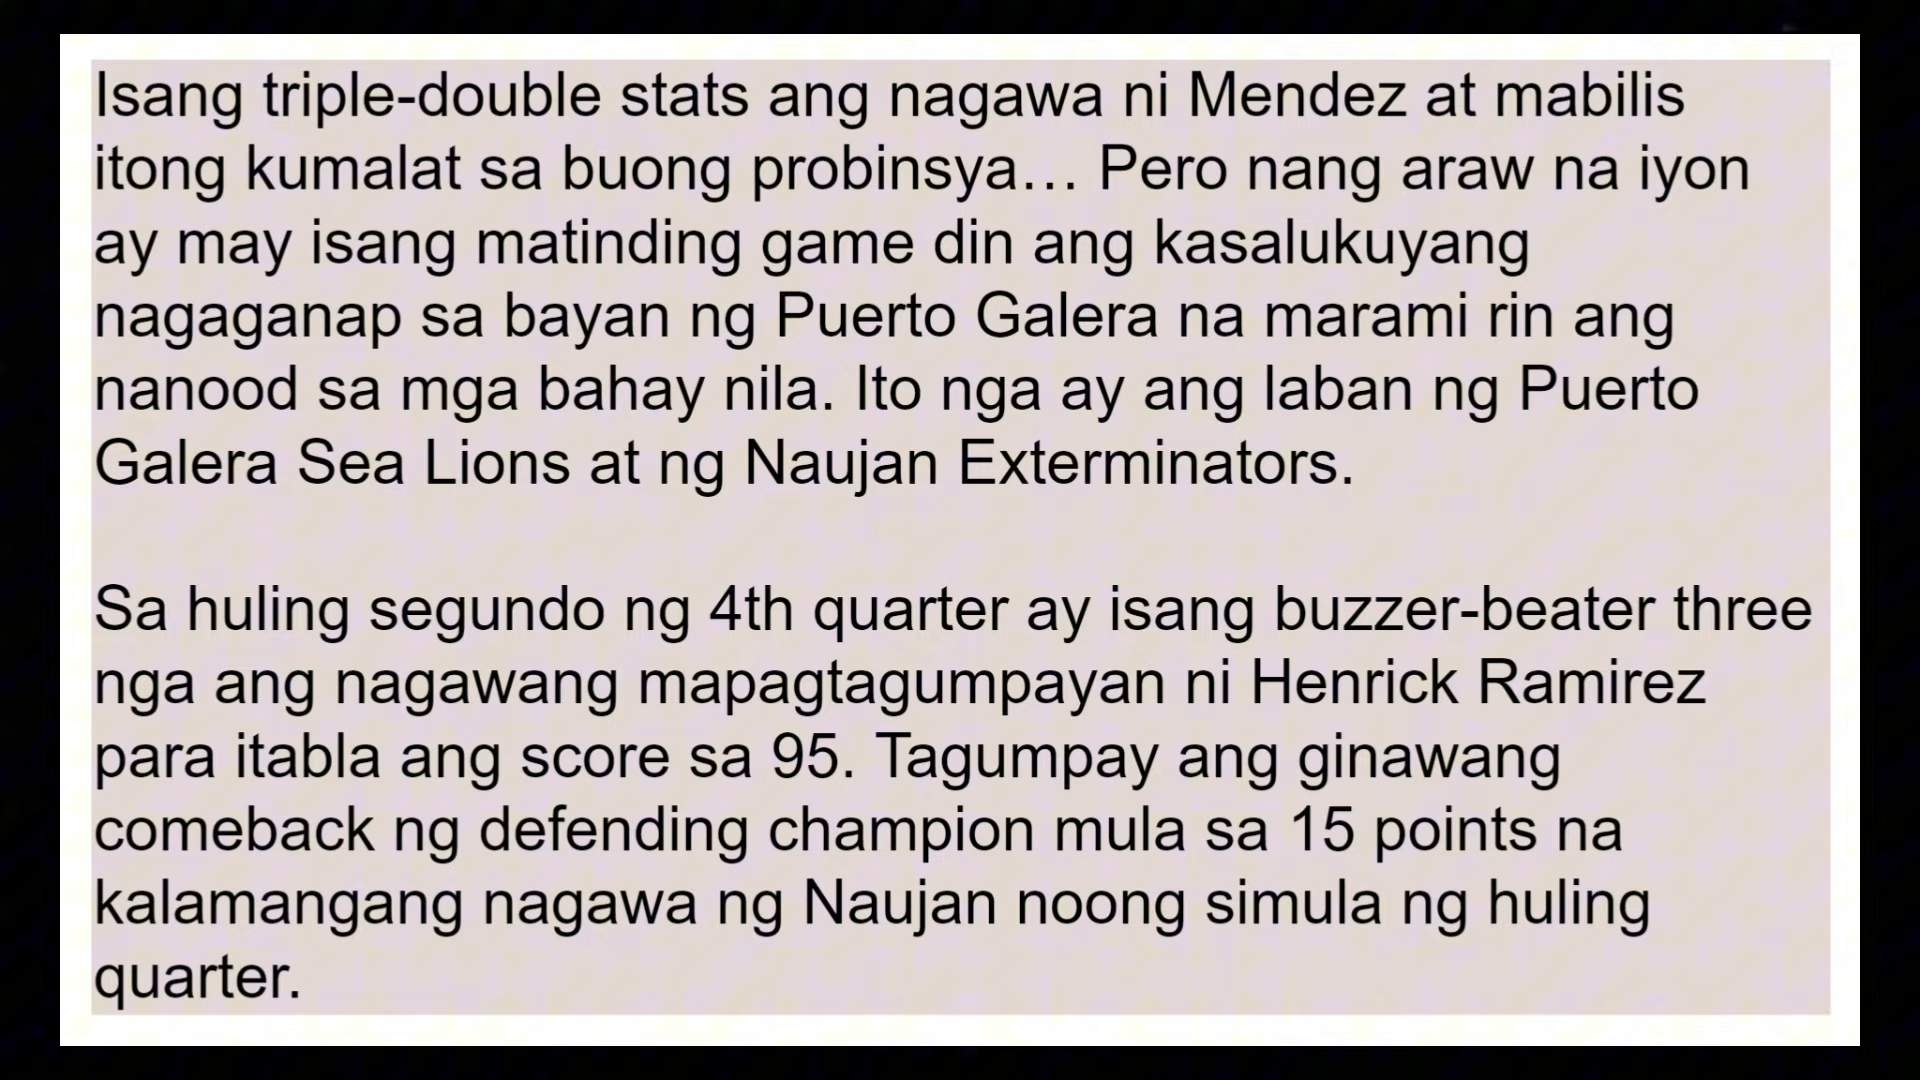 Isang triple-double stats ang nagawa ni Mendez at mabilis
itong kumalat sa buong probinsya… Pero nang araw na iyon
ay may isang matinding game din ang kasalukuyang
nagaganap sa bayan ng Puerto Galera na marami rin ang
nanood sa mga bahay nila. Ito nga ay ang laban ng Puerto
Galera Sea Lions at ng Naujan Exterminators.
Sa huling segundo ng 4th quarter ay isang buzzer-beater three
nga ang nagawang mapagtagumpayan ni Henrick Ramirez
para itabla ang score sa 95. Tagumpay ang ginawang
comeback ng defending champion mula sa 15 points na
kalamangang nagawa ng Naujan noong simula ng huling
quarter.